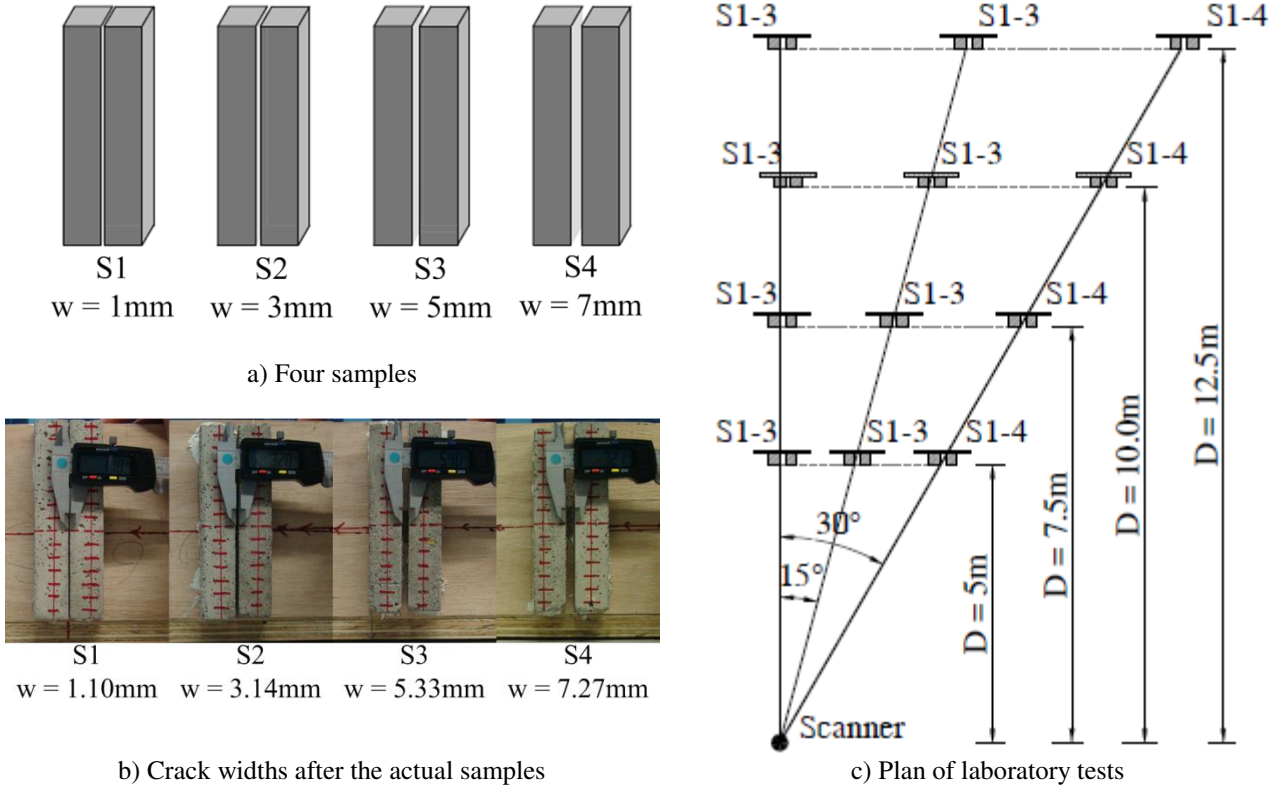 S1
S2
S3
S4
w = 1mm
w = 3mm
w = 5mm
w = 7mm
a) Four samples
S1
S2
S3
S4
w = 1.10mm
w = 3.14mm
w = 5.33mm
w = 7.27mm
b) Crack widths after the actual samples
S1-3
S1-3
S1-4
S1-3
S1-3
S1-4
S1-3
S1-3
S1-4
S1-3
S1-3
S1-4
30°
15°
D = 5m
D = 7.5m
D = 10.0m
D = 12.5m
Scanner
c) Plan of laboratory tests